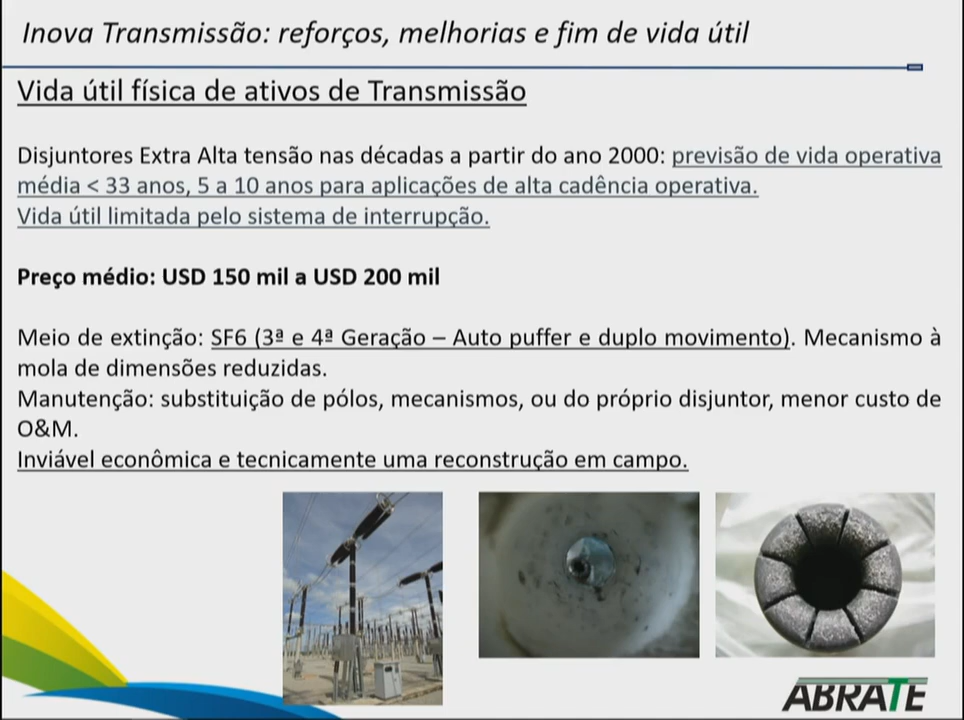 Inova Transmissão: reforços, melhorias e fim de vida útil
Vida útil física de ativos de Transmissão
Disjuntores Extra Alta tensão nas décadas a partir do ano 2000: previsão de vida operativa
média < 33 anos, 5 a 10 anos para aplicações de alta cadência operativa.
Vida útil limitada pelo sistema de interrupção.
Preço médio: USD 150 mil a USD 200 mil
Meio de extinção: SF6 (3ª e 4ª Geração – Auto puffer e duplo movimento). Mecanismo à
mola de dimensões reduzidas.
Manutenção: substituição de pólos, mecanismos, ou do próprio disjuntor, menor custo de
O&M.
Inviável econômica e tecnicamente uma reconstrução em campo.
ABRATE